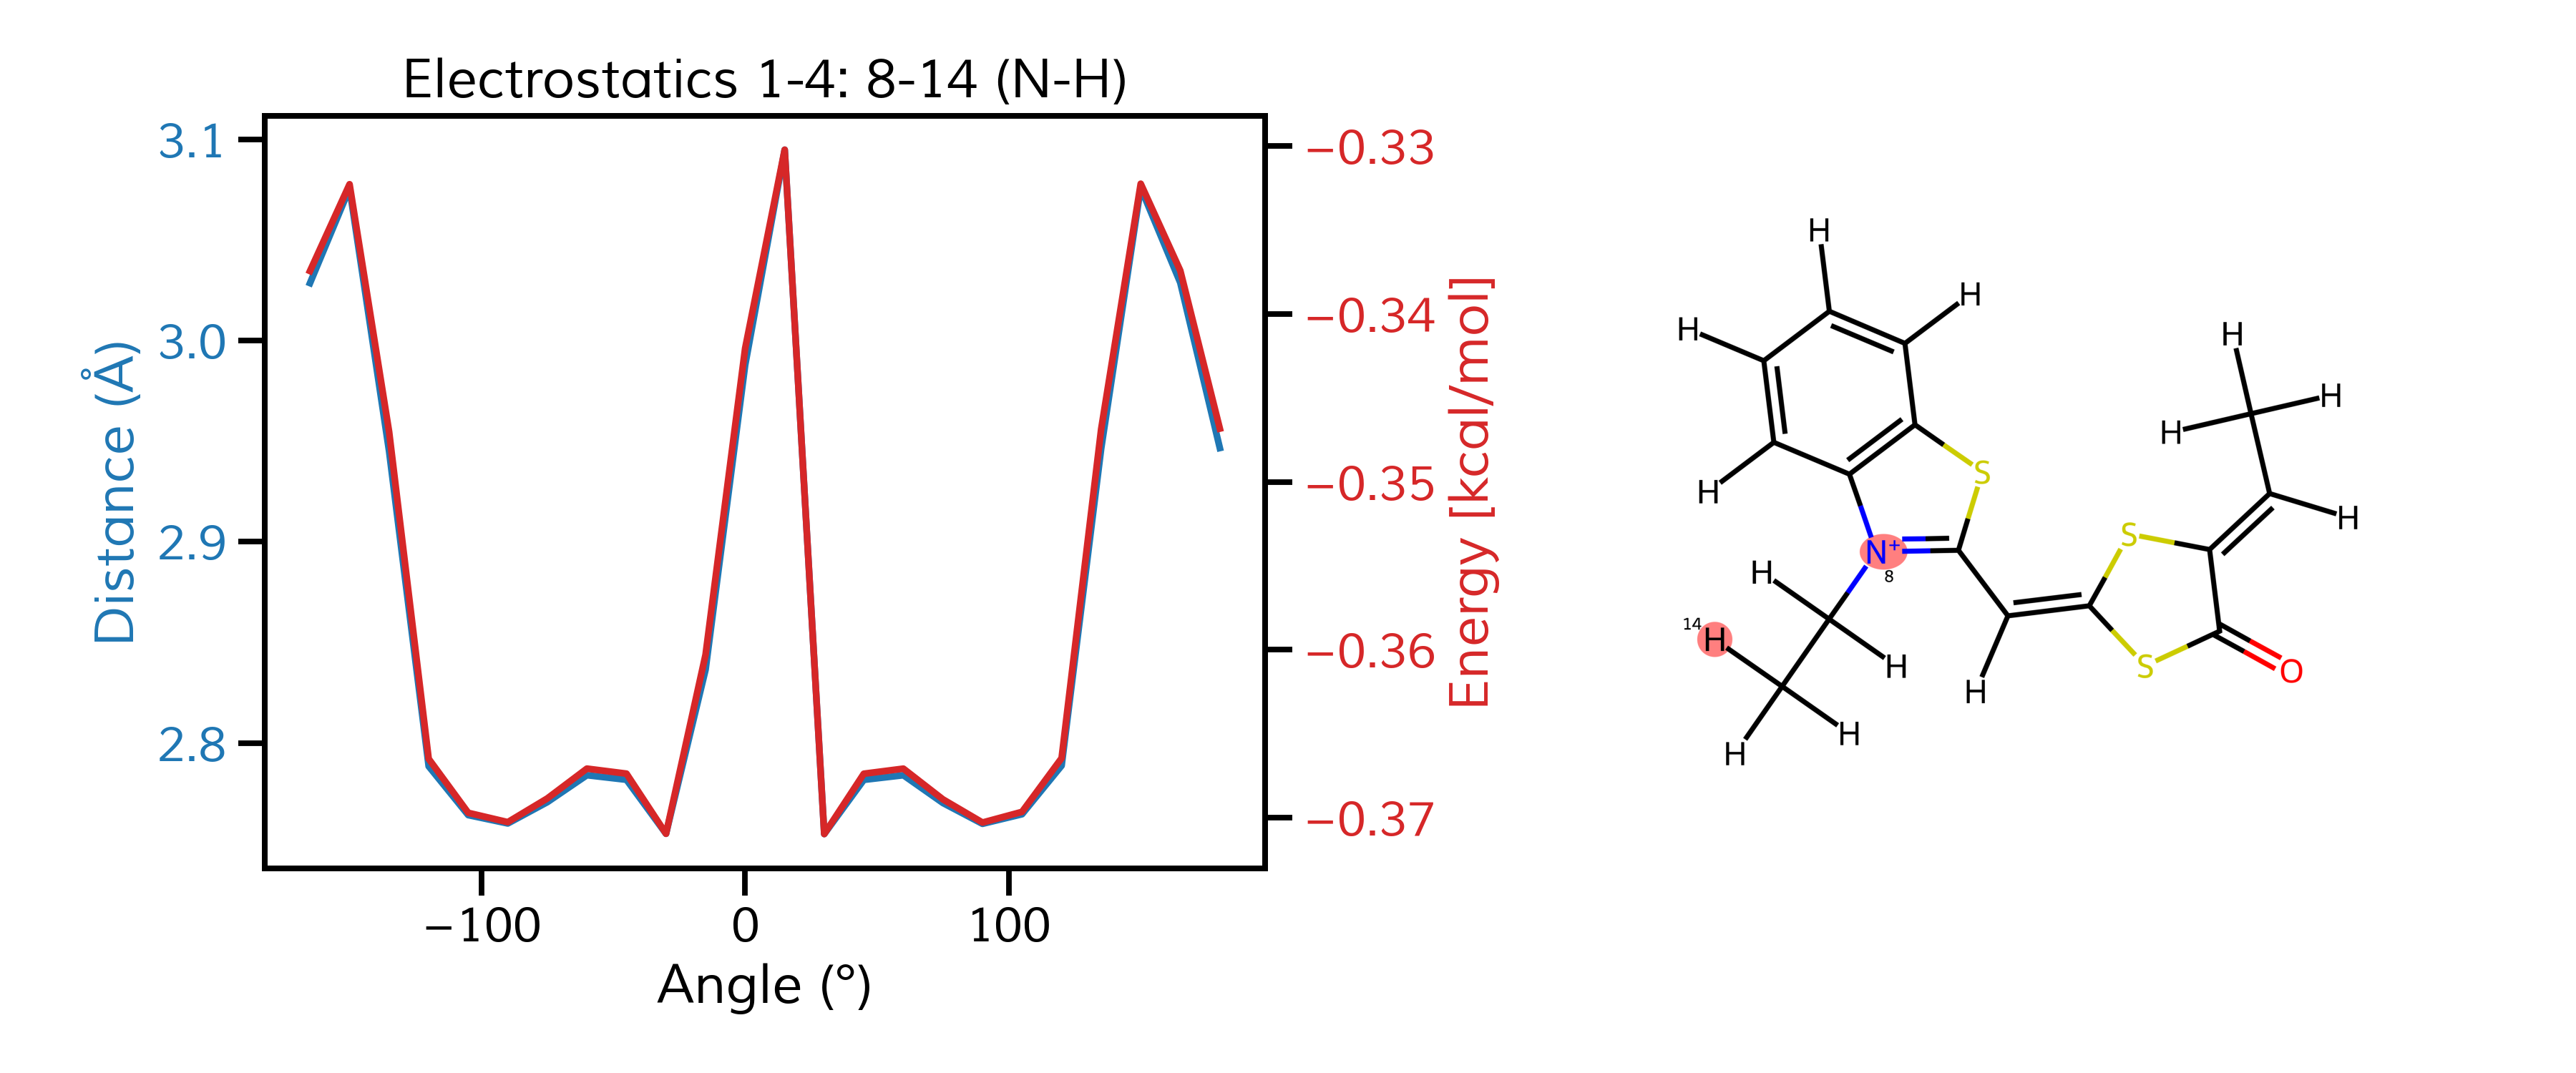 Electrostatics 1-4: 8-14 (N-H)
3.1
3.0
2.9
2.8
Distance (Å)
−0.33
−0.34
−0.35
−0.36
−0.37
Energy [kcal/mol]
−100 0 100
Angle (°)
H
H
H
H
H
H
H
S
H
S
N+
8
H
14
H
H
S
O
H
H
H